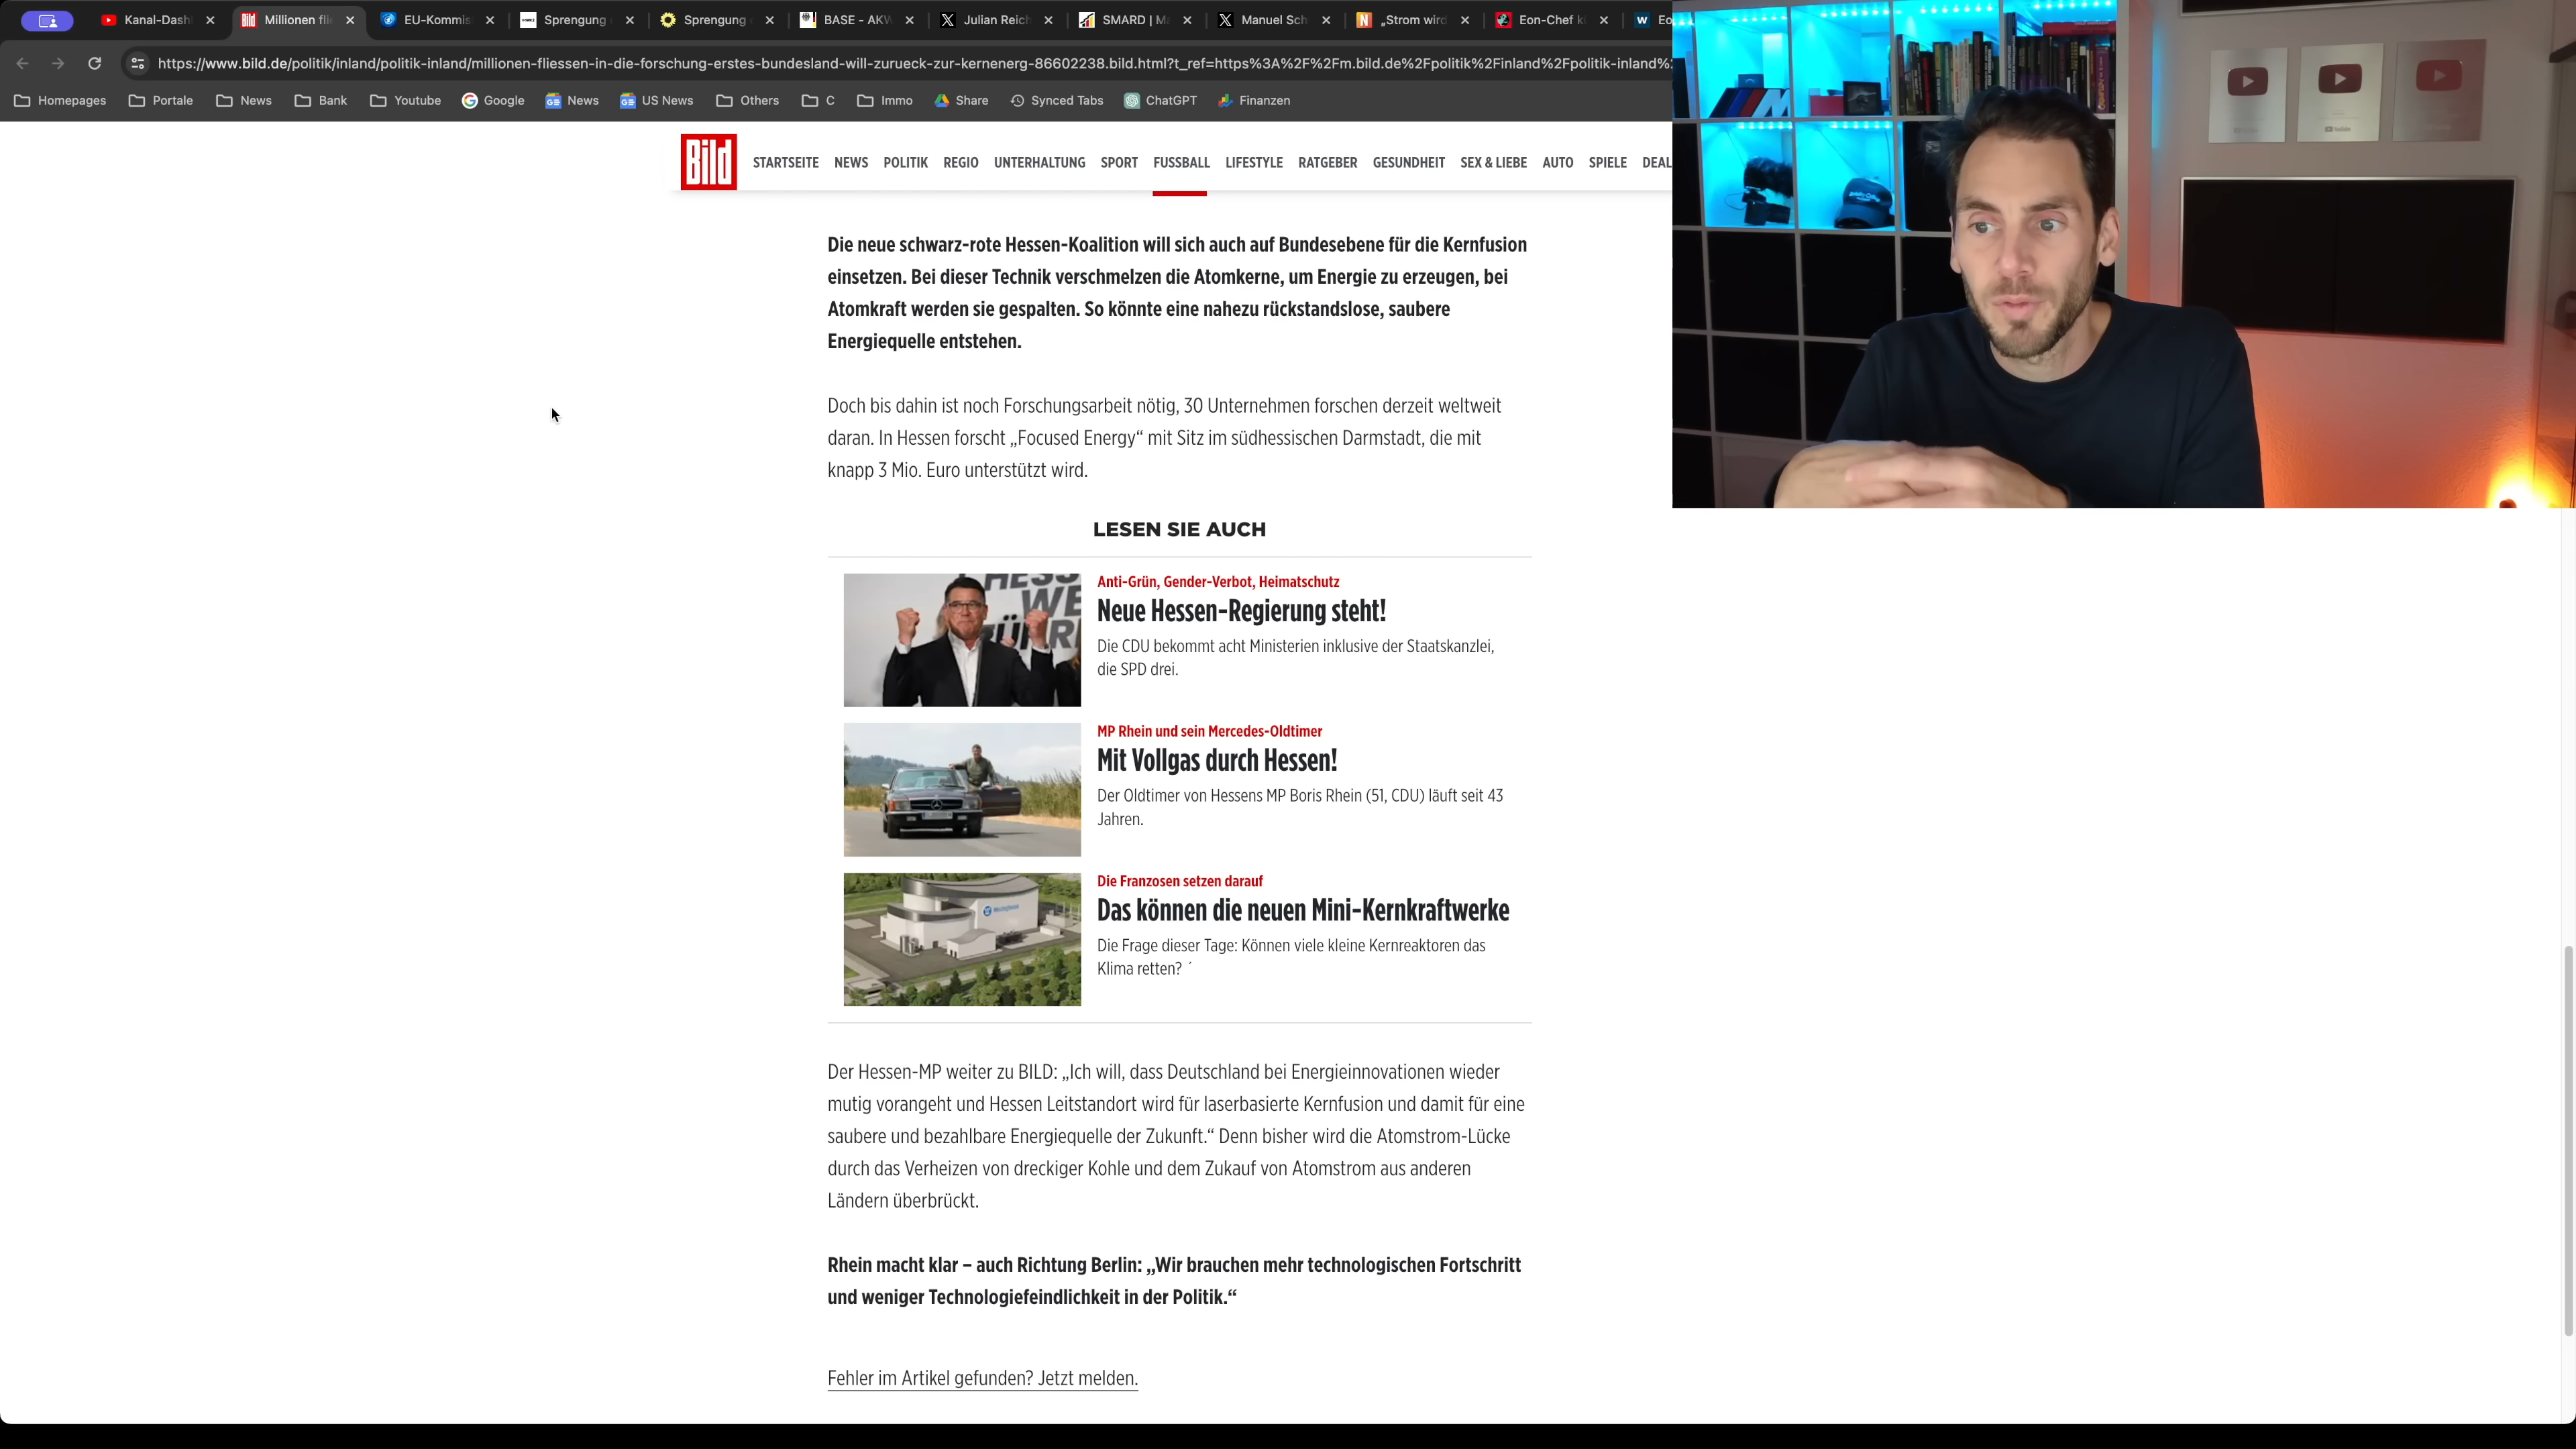 Kanal-Dash
Millionen fli
EU-Kommis
Sprengung
Sprengung
BASE - AKW
Julian Reich
SMARD | Ma
Manuel Sch
„Strom wird
Eon-Chef k
Eo
https://www.bild.de/politik/inland/politik-inland/millionen-fliessen-in-die-forschung-erstes-bundesland-will-zurueck-zur-kernenerg-86602238.bild.html?t_ref=https%3A%2F%2Fm.bild.de%2Fpolitik%2Finland%2Fpolitik-inland%
Homepages Portale News Bank Youtube Google News US News Others C Immo Share Synced Tabs ChatGPT Finanzen
Bild
STARTSEITE NEWS POLITIK REGIO UNTERHALTUNG SPORT FUSSBALL LIFESTYLE RATGEBER GESUNDHEIT SEX & LIEBE AUTO SPIELE DEAL
Die neue schwarz-rote Hessen-Koalition will sich auch auf Bundesebene für die Kernfusion
einsetzen. Bei dieser Technik verschmelzen die Atomkerne, um Energie zu erzeugen, bei
Atomkraft werden sie gespalten. So könnte eine nahezu rückstandslose, saubere
Energiequelle entstehen.
Doch bis dahin ist noch Forschungsarbeit nötig, 30 Unternehmen forschen derzeit weltweit
daran. In Hessen forscht „Focused Energy“ mit Sitz im südhessischen Darmstadt, die mit
knapp 3 Mio. Euro unterstützt wird.
LESEN SIE AUCH
Anti-Grün, Gender-Verbot, Heimatschutz
Neue Hessen-Regierung steht!
Die CDU bekommt acht Ministerien inklusive der Staatskanzlei,
die SPD drei.
MP Rhein und sein Mercedes-Oldtimer
Mit Vollgas durch Hessen!
Der Oldtimer von Hessens MP Boris Rhein (51, CDU) läuft seit 43
Jahren.
Die Franzosen setzen darauf
Das können die neuen Mini-Kernkraftwerke
Die Frage dieser Tage: Können viele kleine Kernreaktoren das
Klima retten? ´
Der Hessen-MP weiter zu BILD: „Ich will, dass Deutschland bei Energieinnovationen wieder
mutig vorangeht und Hessen Leitstandort wird für laserbasierte Kernfusion und damit für eine
saubere und bezahlbare Energiequelle der Zukunft.“ Denn bisher wird die Atomstrom-Lücke
durch das Verheizen von dreckiger Kohle und dem Zukauf von Atomstrom aus anderen
Ländern überbrückt.
Rhein macht klar – auch Richtung Berlin: „Wir brauchen mehr technologischen Fortschritt
und weniger Technologiefeindlichkeit in der Politik.“
Fehler im Artikel gefunden? Jetzt melden.